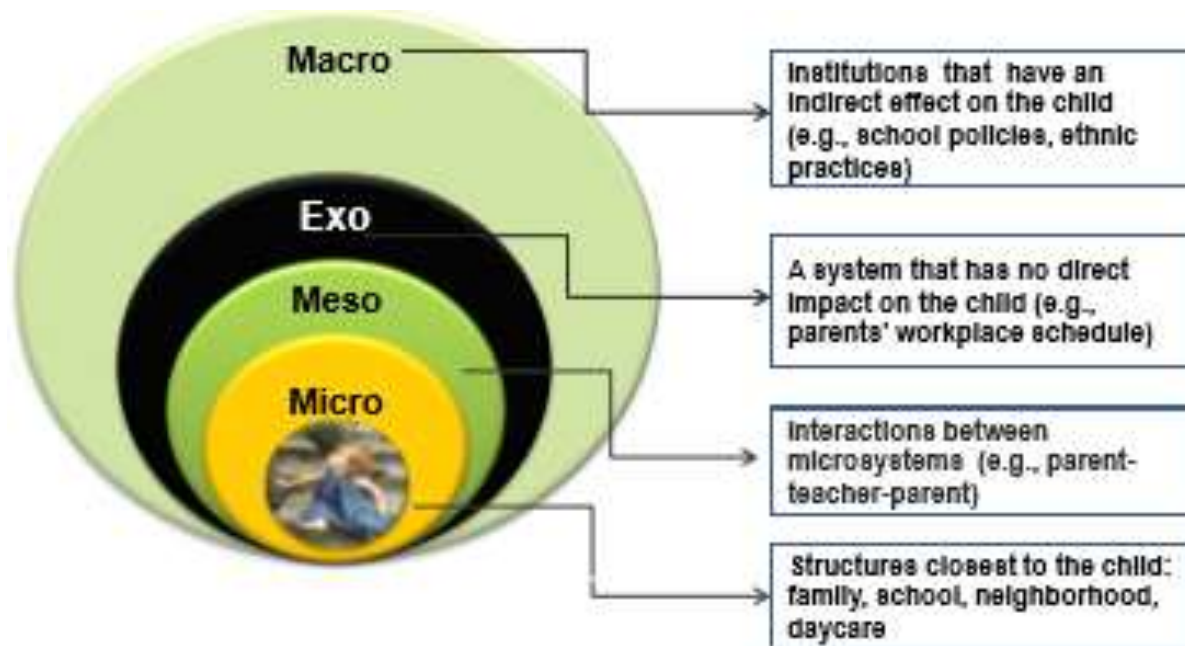 Macro
Institutions that have an
indirect effect on the child
(e.g., school policies, ethnic
practices)
Exo
A system that has no direct
impact on the child (e.g.,
parents' workplace schedule)
Meso
Interactions between
microsystems (e.g., parent-
teacher-parent)
Micro
Structures closest to the child:
family, school, neighborhood,
daycare